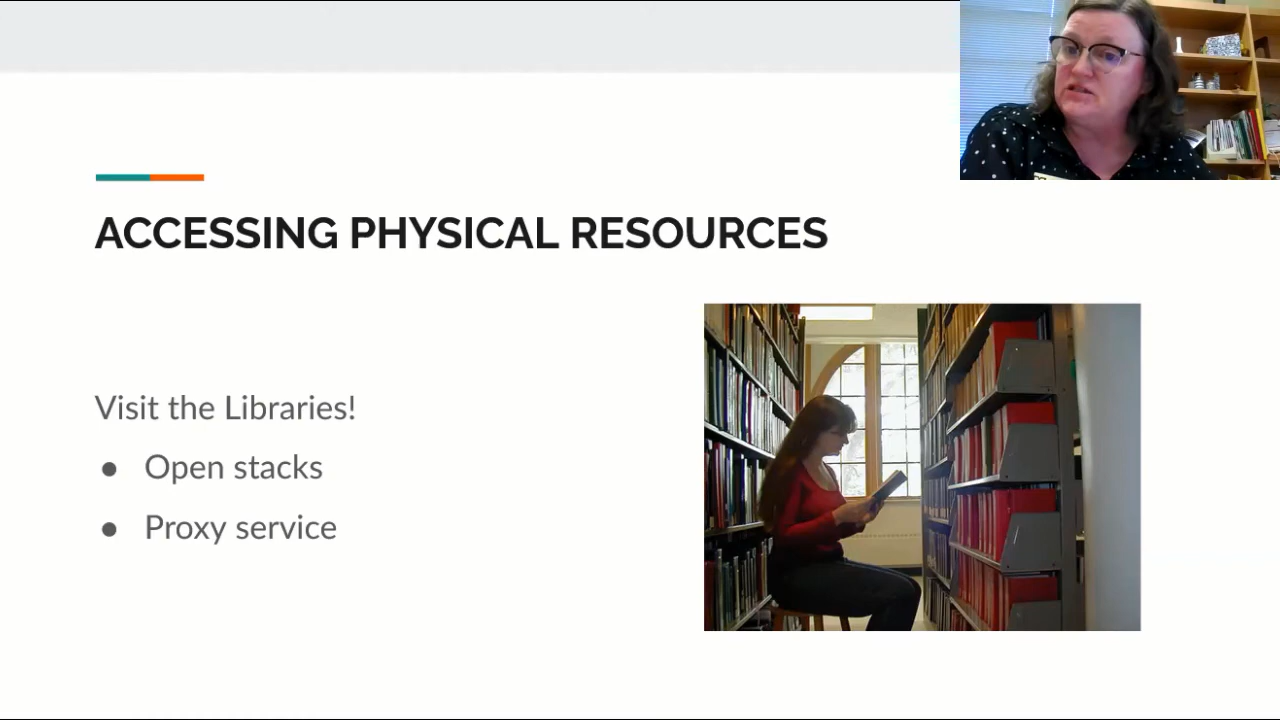 ACCESSING PHYSICAL RESOURCES
Visit the Libraries!
● Open stacks
● Proxy service